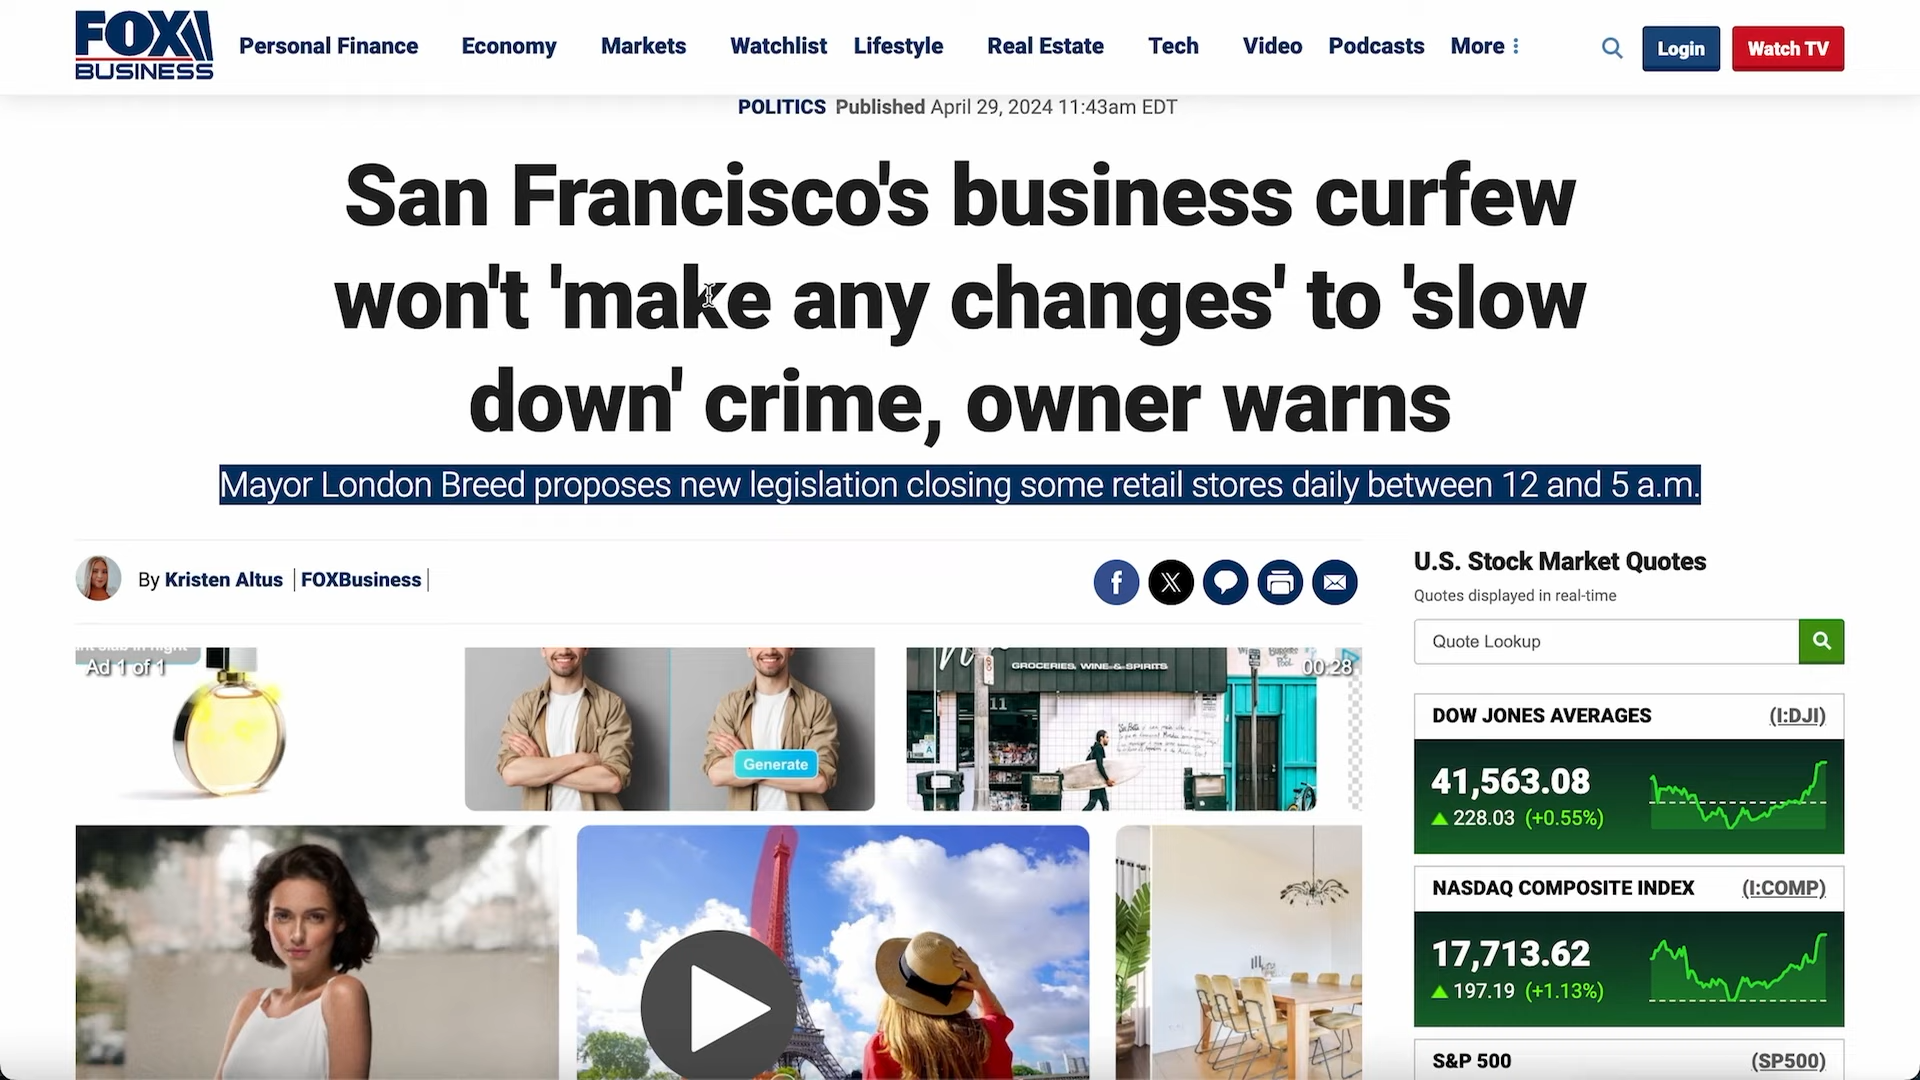 FOX
BUSINESS
Personal Finance Economy Markets Watchlist Lifestyle Real Estate Tech Video Podcasts More
Login
Watch TV
POLITICS Published April 29, 2024 11:43am EDT
San Francisco's business curfew
won't 'make any changes' to 'slow
down' crime, owner warns
Mayor London Breed proposes new legislation closing some retail stores daily between 12 and 5 a.m.
By Kristen Altus | FOXBusiness |
Ad 1 of 1
Generate
GROCERIES, WINE & SPIRITS
00:28
11
U.S. Stock Market Quotes
Quotes displayed in real-time
Quote Lookup
DOW JONES AVERAGES (I:DJI)
41,563.08
228.03 (+0.55%)
NASDAQ COMPOSITE INDEX (I:COMP)
17,713.62
197.19 (+1.13%)
S&P 500 (SP500)